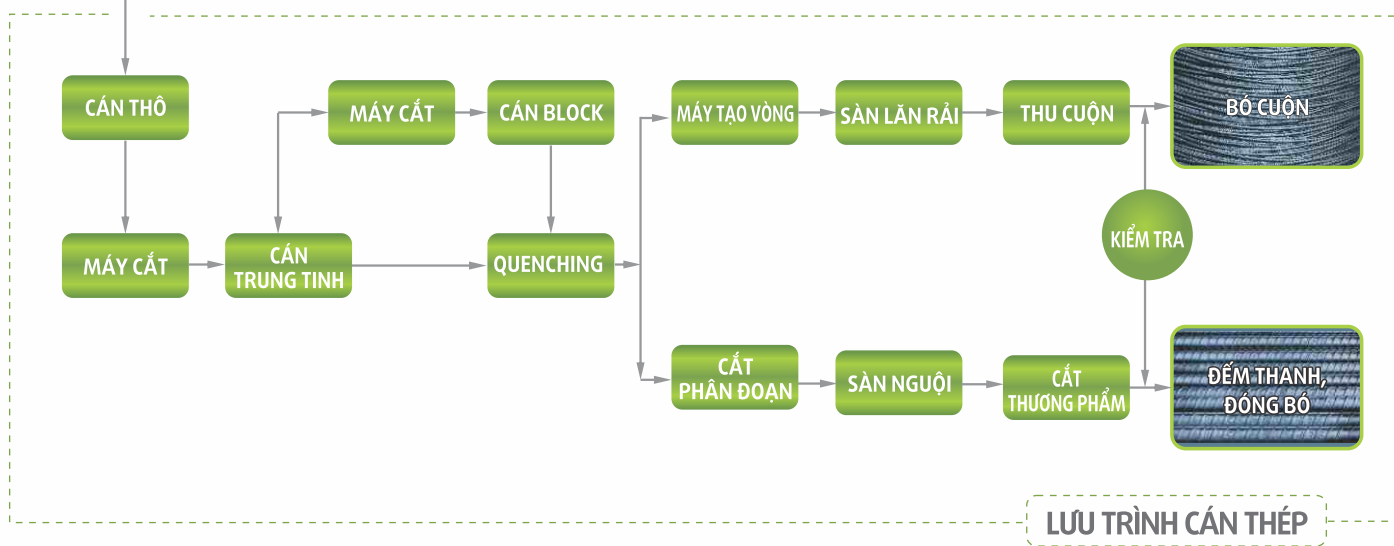 CÁN THÔ
MÁY CẮT
CÁN BLOCK
MÁY TẠO VÒNG
SÀN LĂN RẢI
THU CUỘN
BÓ CUỘN
MÁY CẮT
CÁN
TRUNG TINH
QUENCHING
KIỂM TRA
CẮT
PHÂN ĐOẠN
SÀN NGUỘI
CẮT
THƯƠNG PHẨM
ĐẾM THANH,
ĐÓNG BÓ
LƯU TRÌNH CÁN THÉP